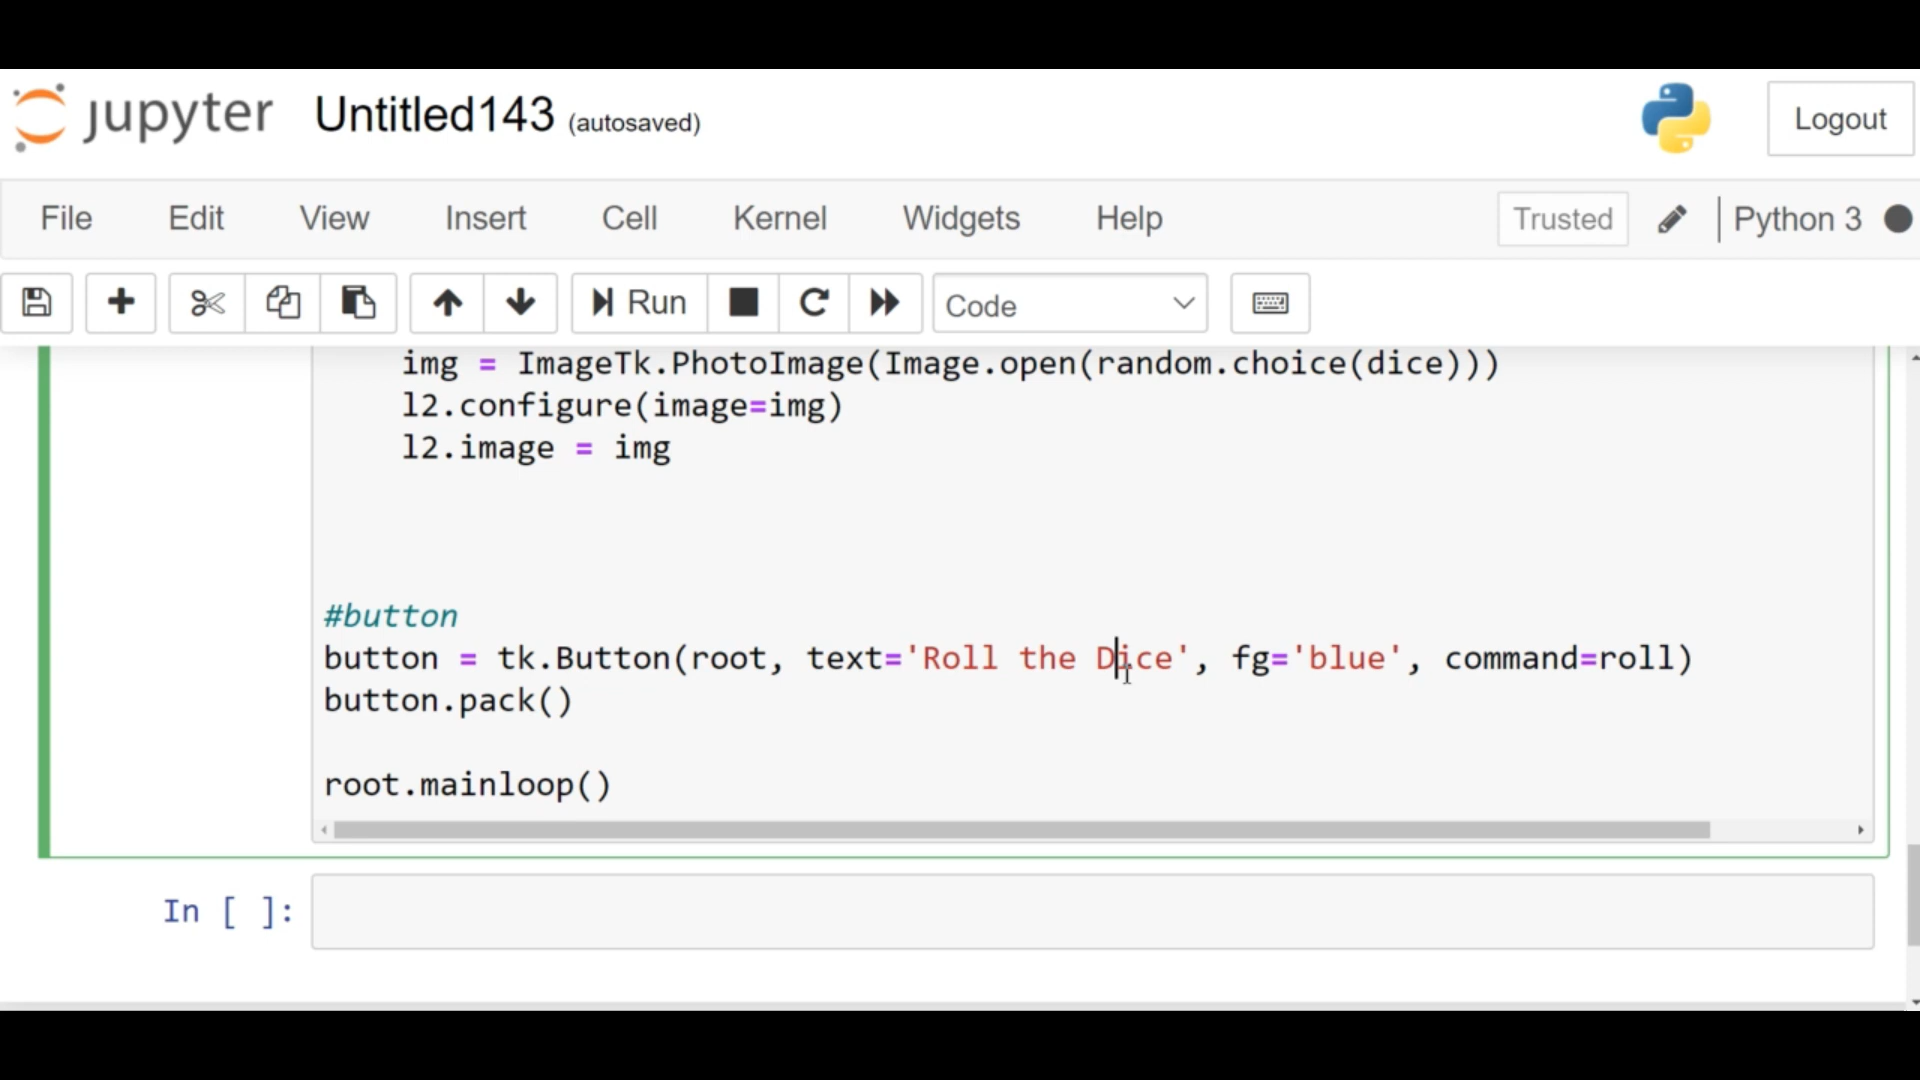 jupyter Untitled143 (autosaved) Logout
File Edit View Insert Cell Kernel Widgets Help Trusted Python 3
Run Code
img = ImageTk.PhotoImage(Image.open(random.choice(dice)))
l2.configure(image=img)
l2.image = img
#button
button = tk.Button(root, text='Roll the Dice', fg='blue', command=roll)
button.pack()
root.mainloop()
In [ ]: